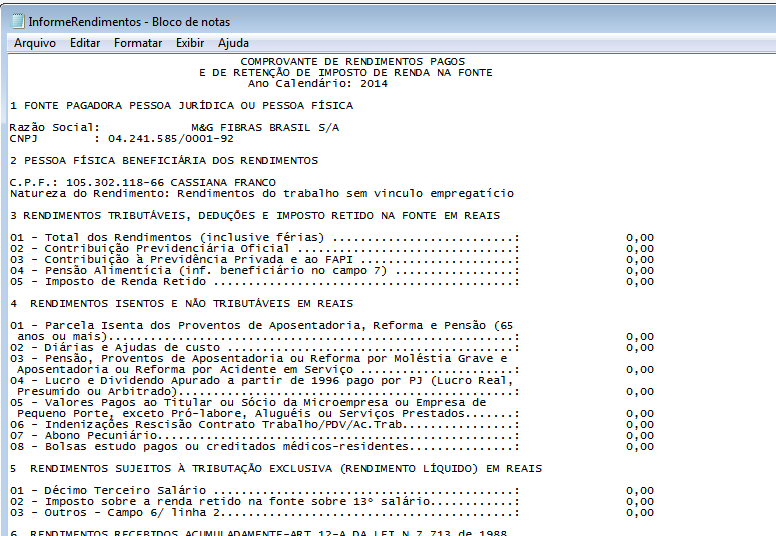 InformeRendimentos - Bloco de notas
Arquivo Editar Formatar Exibir Ajuda
COMPROVANTE DE RENDIMENTOS PAGOS
E DE RETENÇÃO DE IMPOSTO DE RENDA NA FONTE
Ano Calendário: 2014
1 FONTE PAGADORA PESSOA JURÍDICA OU PESSOA FÍSICA
Razão Social: M&G FIBRAS BRASIL S/A
CNPJ : 04.241.585/0001-92
2 PESSOA FÍSICA BENEFICIÁRIA DOS RENDIMENTOS
C.P.F.: 105.302.118-66 CASSIANA FRANCO
Natureza do Rendimento: Rendimentos do trabalho sem vinculo empregatício
3 RENDIMENTOS TRIBUTÁVEIS, DEDUÇÕES E IMPOSTO RETIDO NA FONTE EM REAIS
01 - Total dos Rendimentos (inclusive férias) ..........................: 0,00
02 - Contribuição Previdenciária Oficial ...............................: 0,00
03 - Contribuição à Previdência Privada e ao FAPI ......................: 0,00
04 - Pensão Alimentícia (inf. beneficiário no campo 7) .................: 0,00
05 - Imposto de Renda Retido ...........................................: 0,00
4 RENDIMENTOS ISENTOS E NÃO TRIBUTÁVEIS EM REAIS
01 - Parcela Isenta dos Proventos de Aposentadoria, Reforma e Pensão (65
anos ou mais)..........................................................: 0,00
02 - Diárias e Ajudas de custo .........................................: 0,00
03 - Pensão, Proventos de Aposentadoria ou Reforma por Moléstia Grave e
Aposentadoria ou Reforma por Acidente em Serviço ......................: 0,00
04 - Lucro e Dividendo Apurado a partir de 1996 pago por PJ (Lucro Real,
Presumido ou Arbitrado)................................................: 0,00
05 - Valores Pagos ao Titular ou Sócio da Microempresa ou Empresa de
Pequeno Porte, exceto Pró-labore, Aluguéis ou Serviços Prestados.......: 0,00
06 - Indenizações Rescisão Contrato Trabalho/PDV/Ac.Trab................: 0,00
07 - Abono Pecuniário...................................................: 0,00
08 - Bolsas estudo pagos ou creditados médicos-residentes...............: 0,00
5 RENDIMENTOS SUJEITOS À TRIBUTAÇÃO EXCLUSIVA (RENDIMENTO LÍQUIDO) EM REAIS
01 - Décimo Terceiro Salário ...........................................: 0,00
02 - Imposto sobre a renda retido na fonte sobre 13º salário............: 0,00
03 - Outros - Campo 6/ linha 2..........................................: 0,00
6 RENDIMENTOS RECEBIDOS ACUMULADAMENTE-ART.12-A DA LEI N.7.713 de 1988